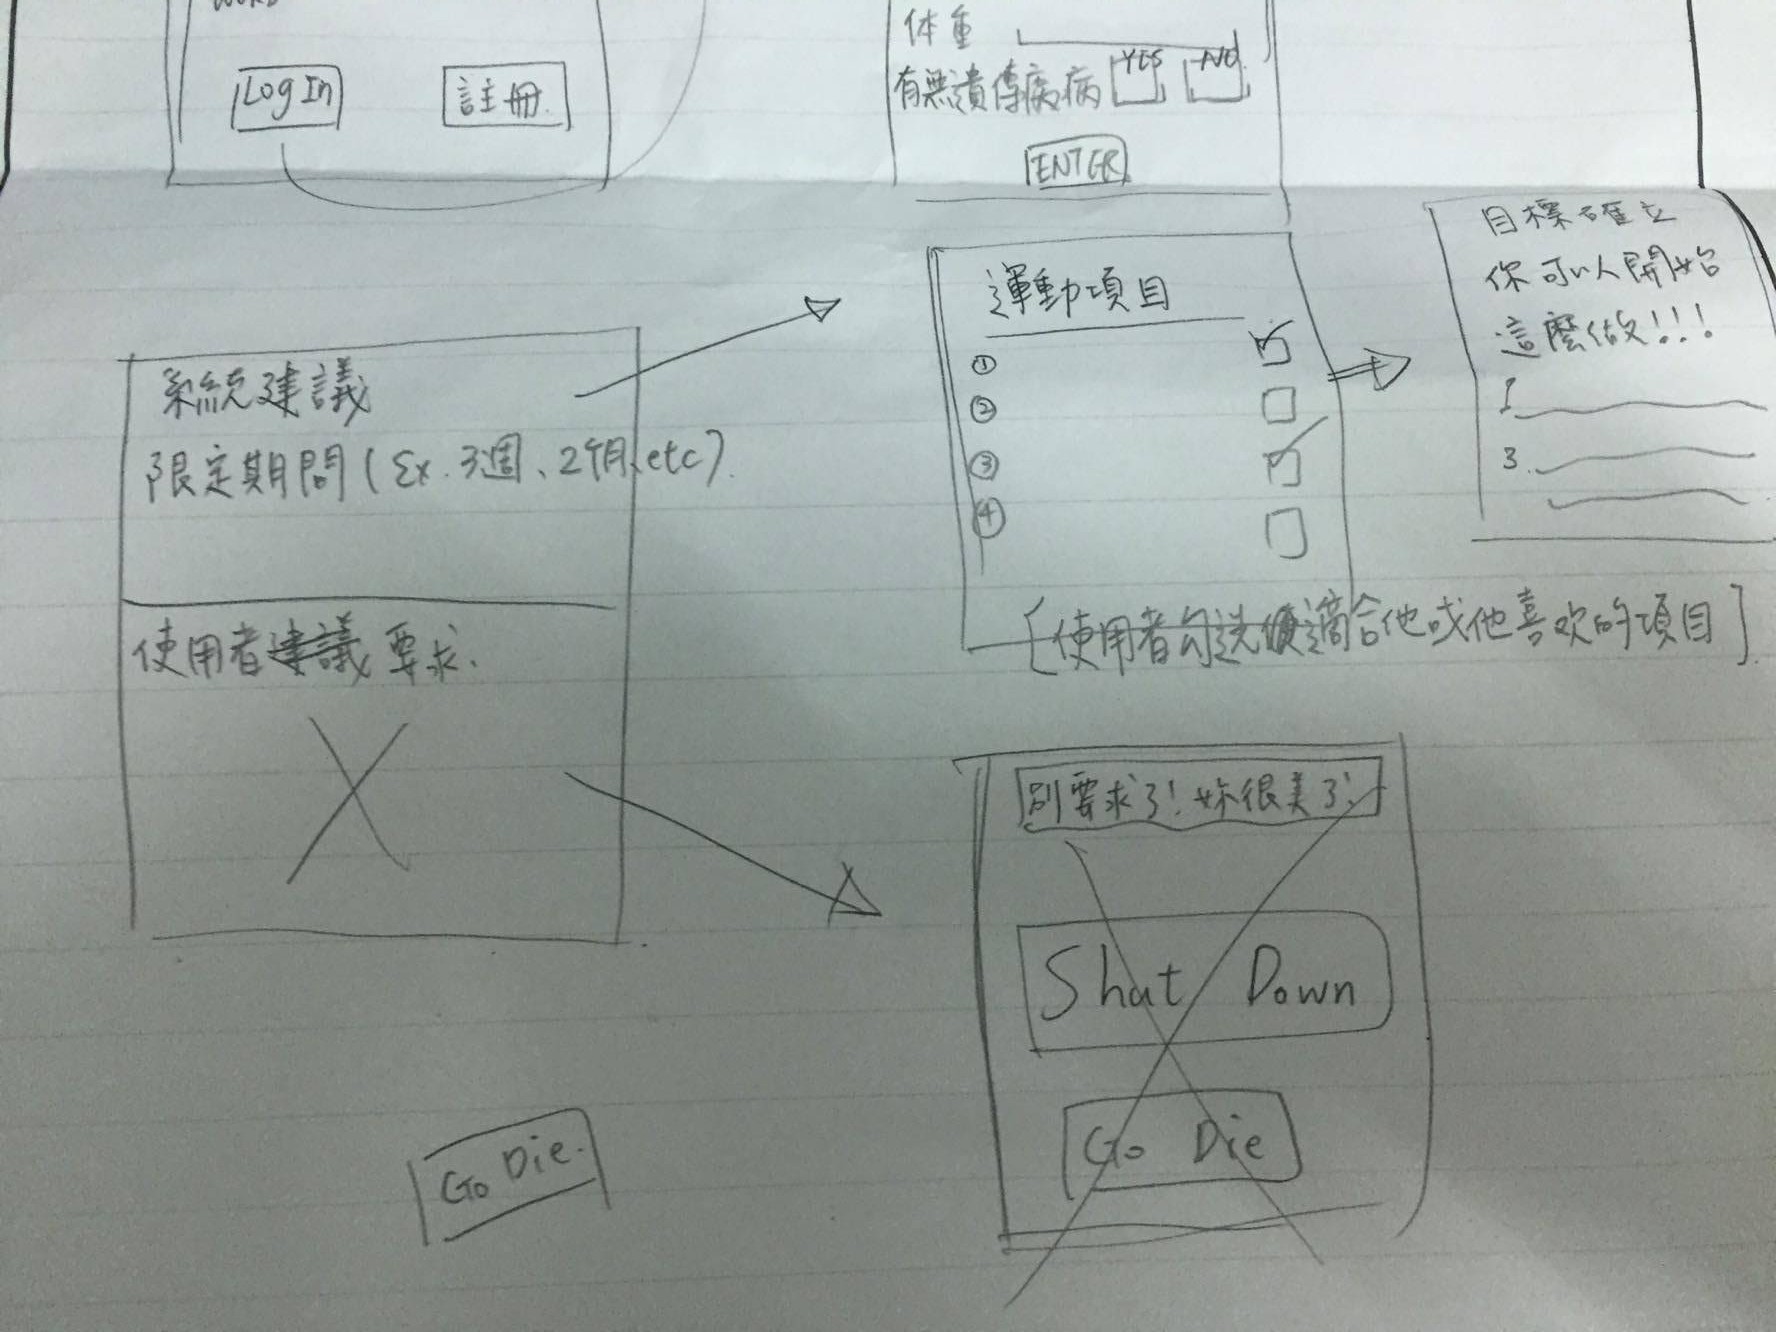 Log In
註冊
体重
有無遺傳疾病 YES NO
ENTER
系統建議
限定期間(Ex. 3週、2個月、etc).
使用者建議要求.
運動項目
①
②
③
④
[使用者勾選 適合他或他喜欢的項目]
目標確立
你可以開始
這麼做!!!
1.
3.
別要求了!妳很美了!
Shut Down
Go Die
Go Die.